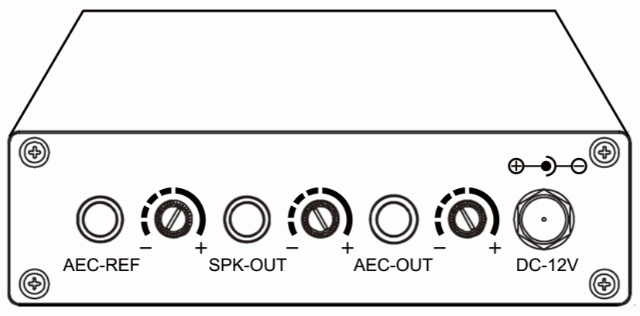 − + − + − +
AEC-REF SPK-OUT AEC-OUT DC-12V